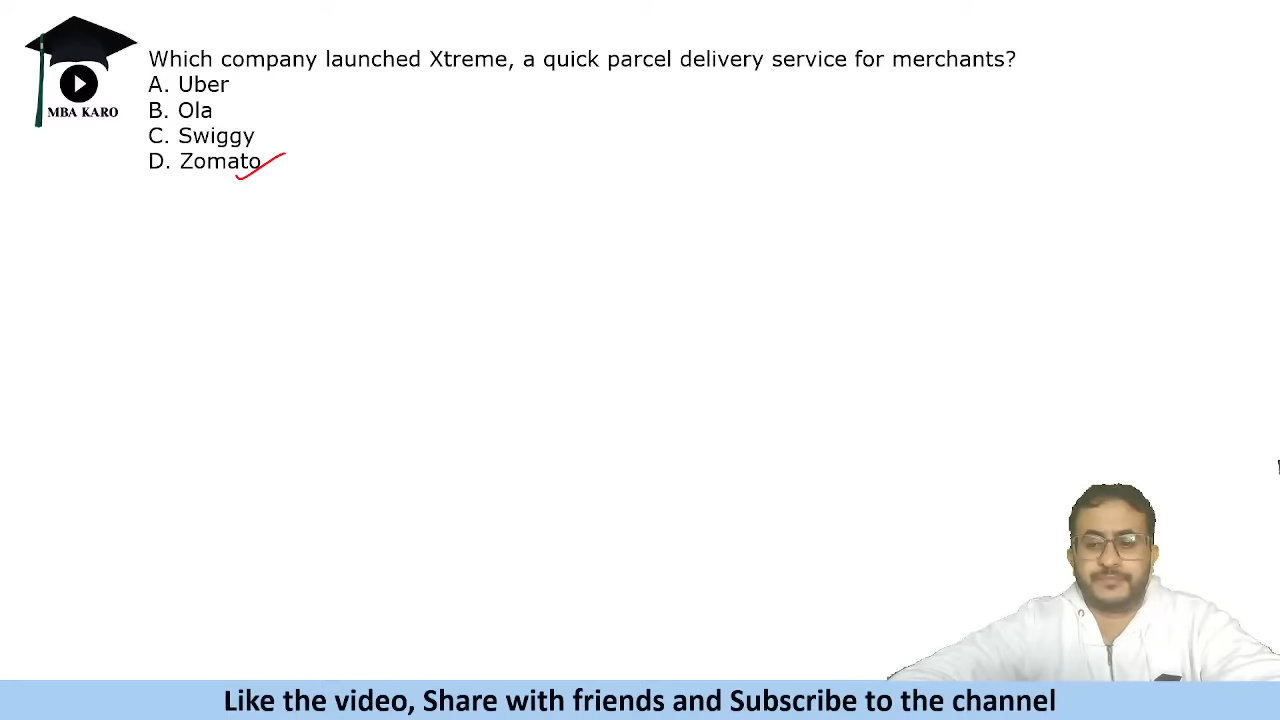 Which company launched Xtreme, a quick parcel delivery service for merchants?
A. Uber
B. Ola
C. Swiggy
D. Zomato
MBA KARO
Like the video, Share with friends and Subscribe to the channel